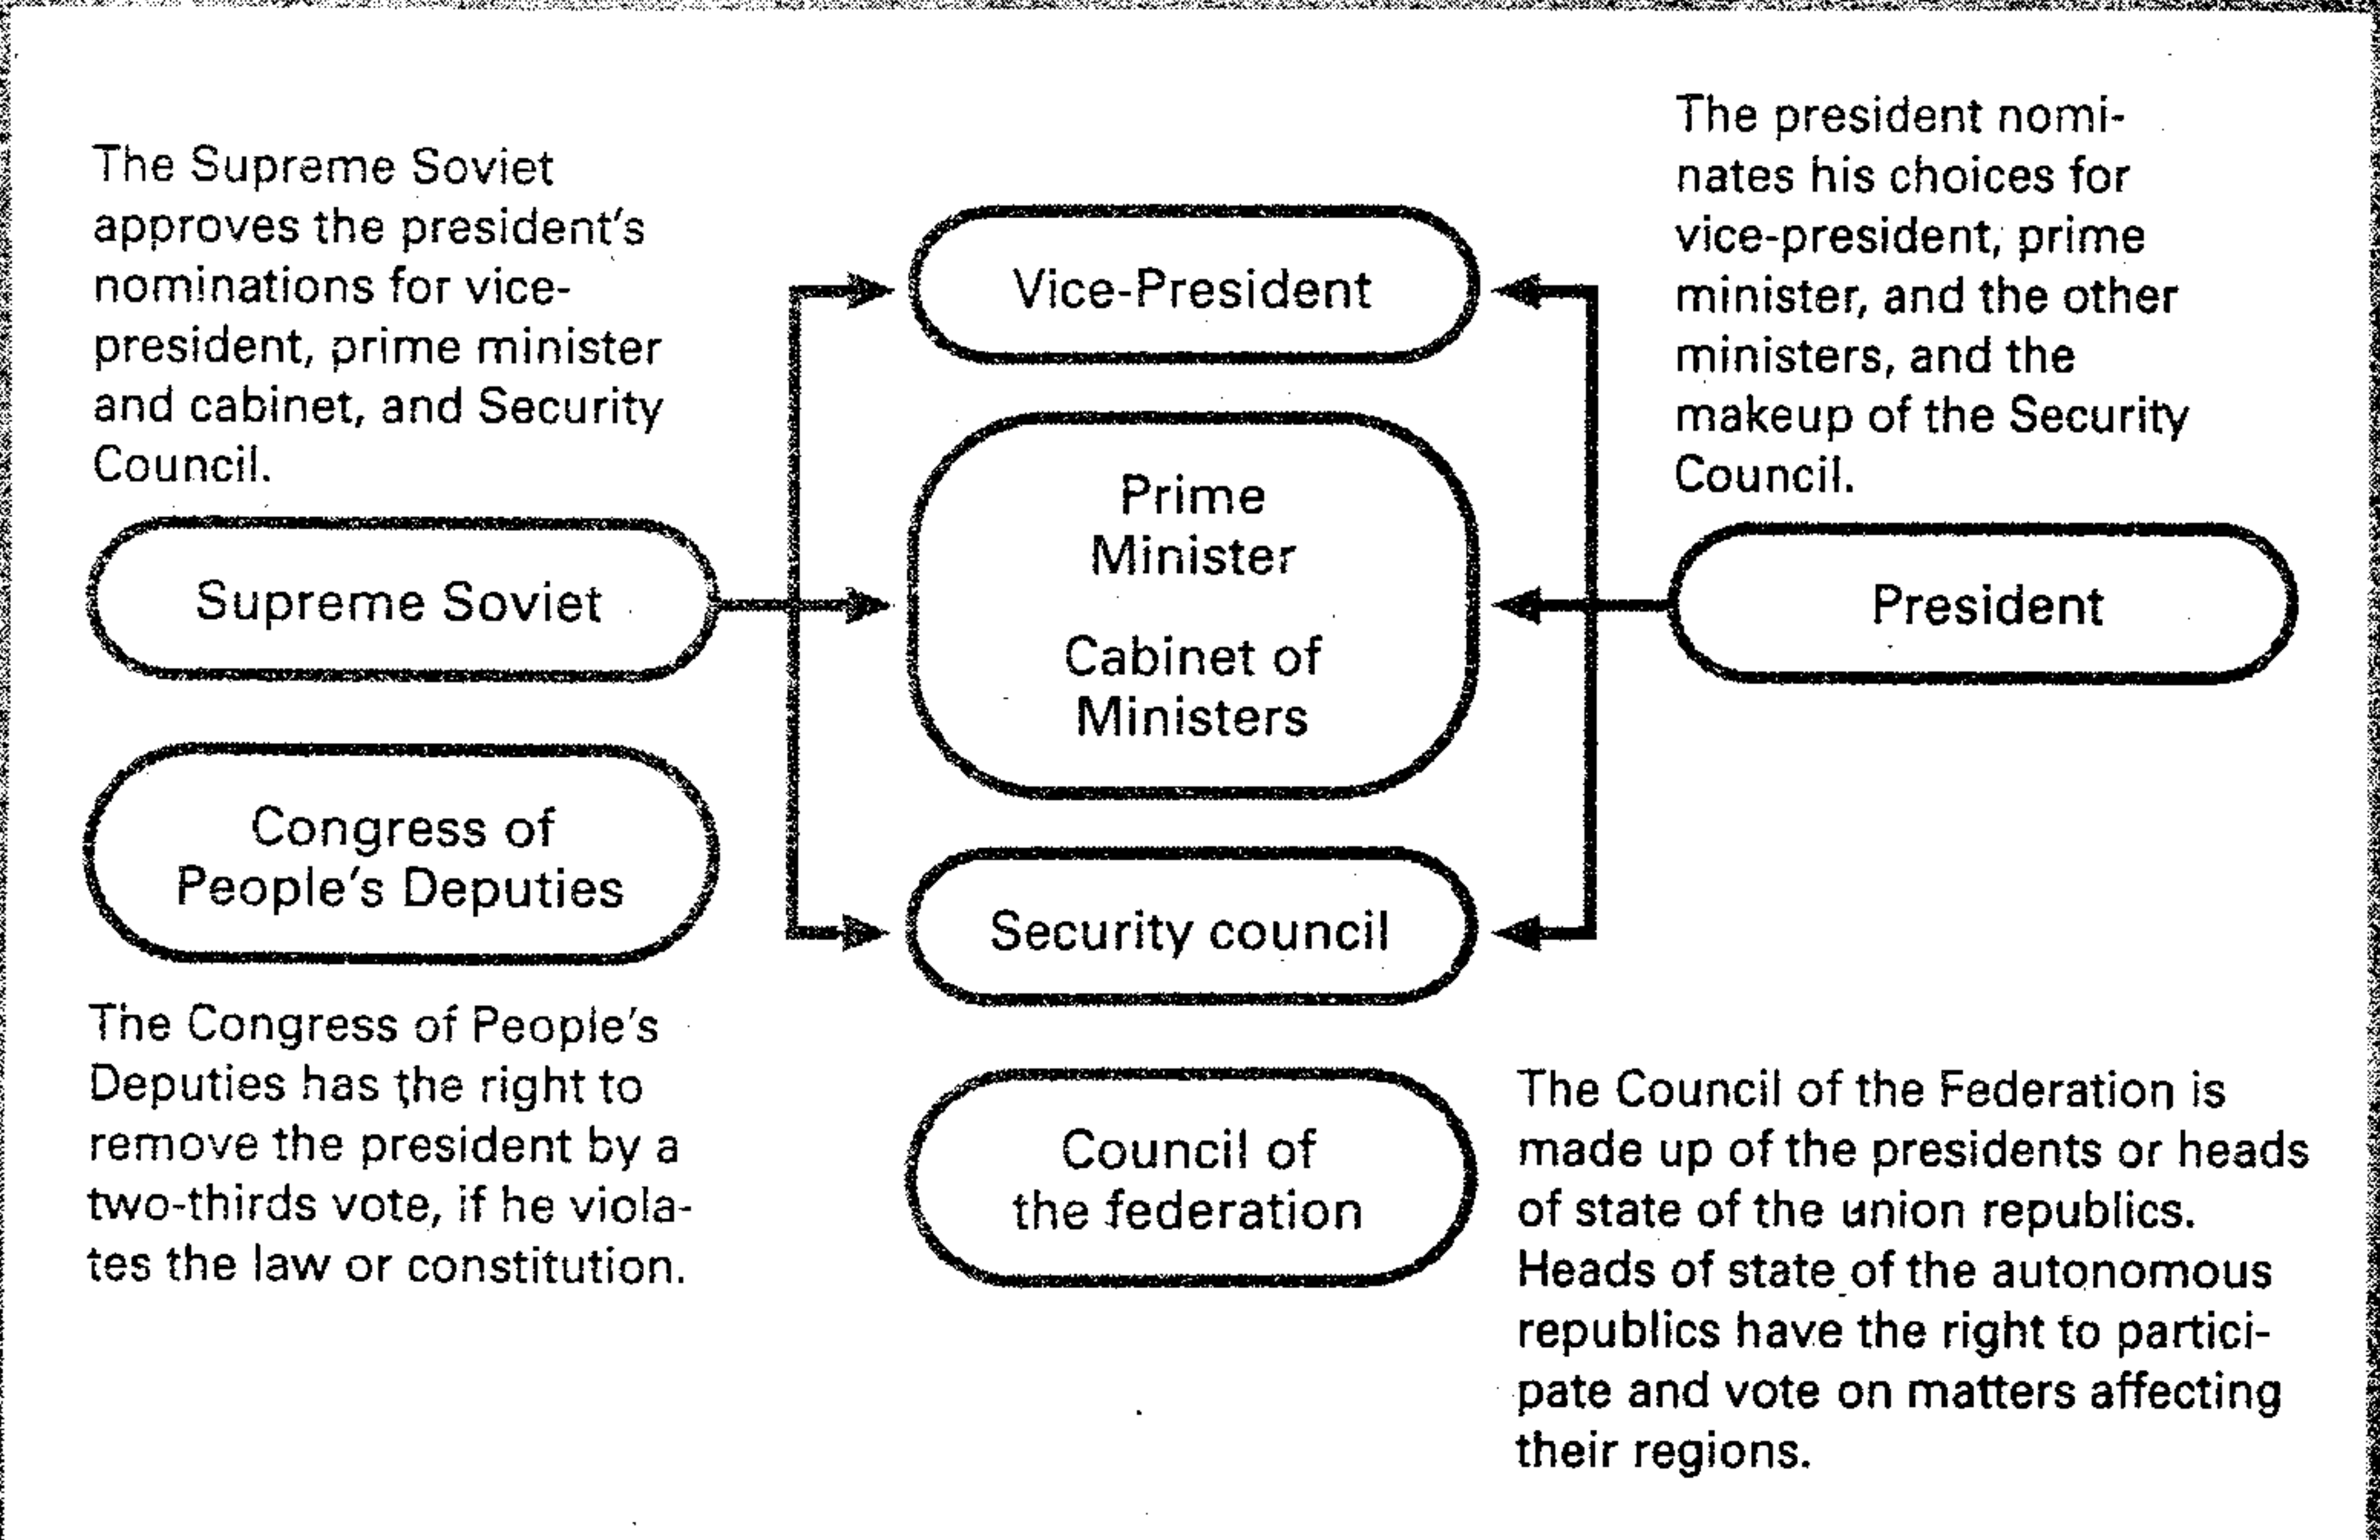 The Supreme Soviet
approves the president's
nominations for vice-
president, prime minister
and cabinet, and Security
Council.
Supreme Soviet
Congress of
People's Deputies
The Congress of People's
Deputies has the right to
remove the president by a
two-thirds vote, if he viola-
tes the law or constitution.
Vice-President
Prime
Minister
Cabinet of
Ministers
Security council
Council of
the federation
The president nomi-
nates his choices for
vice-president, prime
minister, and the other
ministers, and the
makeup of the Security
Council.
President
The Council of the Federation is
made up of the presidents or heads
of state of the union republics.
Heads of state of the autonomous
republics have the right to partici-
pate and vote on matters affecting
their regions.